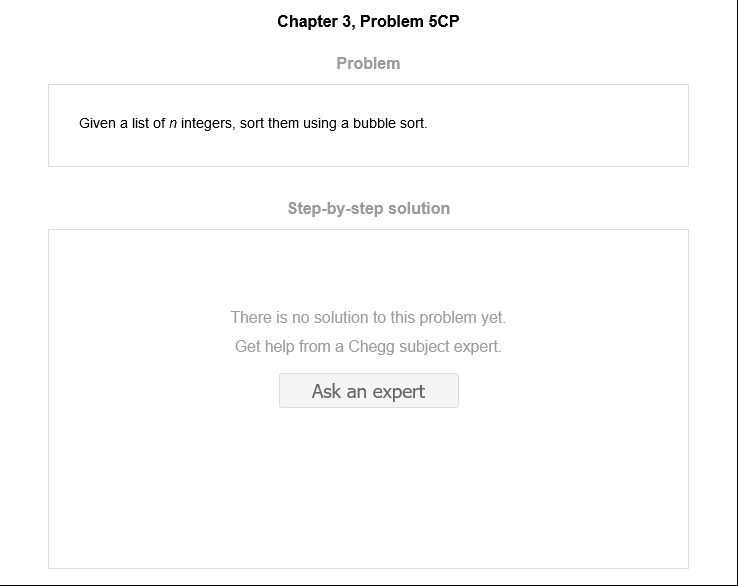 Chapter 3, Problem 5CP
Problem
Given a list of n integers, sort them using a bubble sort.
Step-by-step solution
There is no solution to this problem yet.
Get help from a Chegg subject expert.
Ask an expert